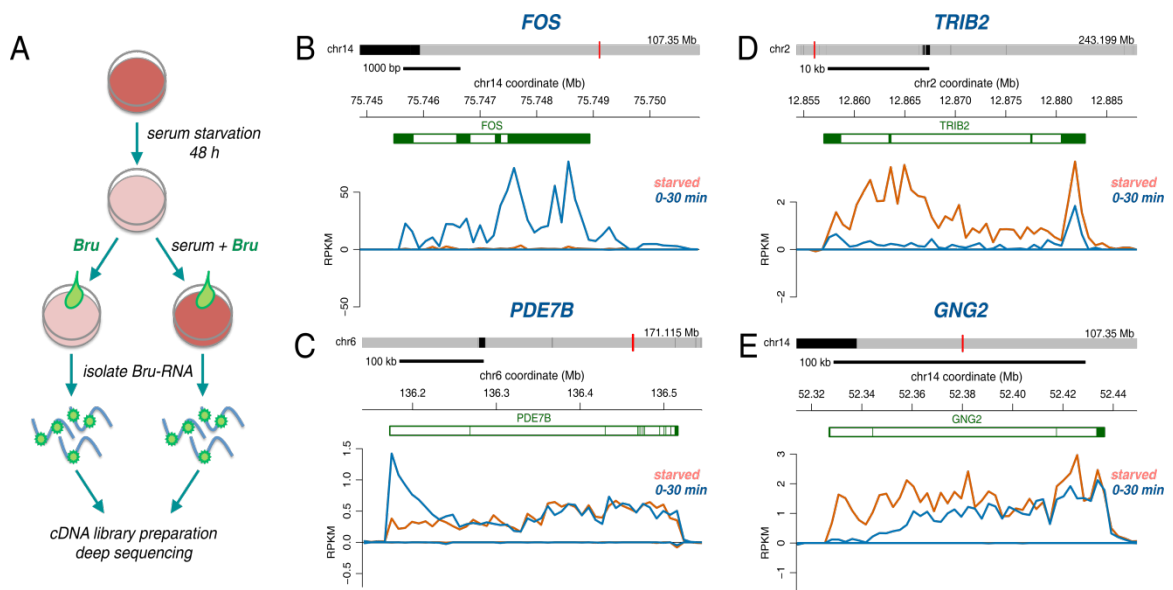 A
serum starvation
48 h
Bru
serum + Bru
isolate Bru-RNA
cDNA library preparation
deep sequencing
B
FOS
chr14
107.35 Mb
1000 bp
chr14 coordinate (Mb)
75.745 75.746 75.747 75.748 75.749 75.750
FOS
starved
0-30 min
RPKM
50
0
−50
C
PDE7B
chr6
171.115 Mb
100 kb
chr6 coordinate (Mb)
136.2 136.3 136.4 136.5
PDE7B
starved
0-30 min
RPKM
1.5
1.0
0.5
0.0
−0.5
D
TRIB2
chr2
243.199 Mb
10 kb
chr2 coordinate (Mb)
12.855 12.860 12.865 12.870 12.875 12.880 12.885
TRIB2
starved
0-30 min
RPKM
2
0
−2
E
GNG2
chr14
107.35 Mb
100 kb
chr14 coordinate (Mb)
52.32 52.34 52.36 52.38 52.40 52.42 52.44
GNG2
starved
0-30 min
RPKM
3
2
1
0
−1